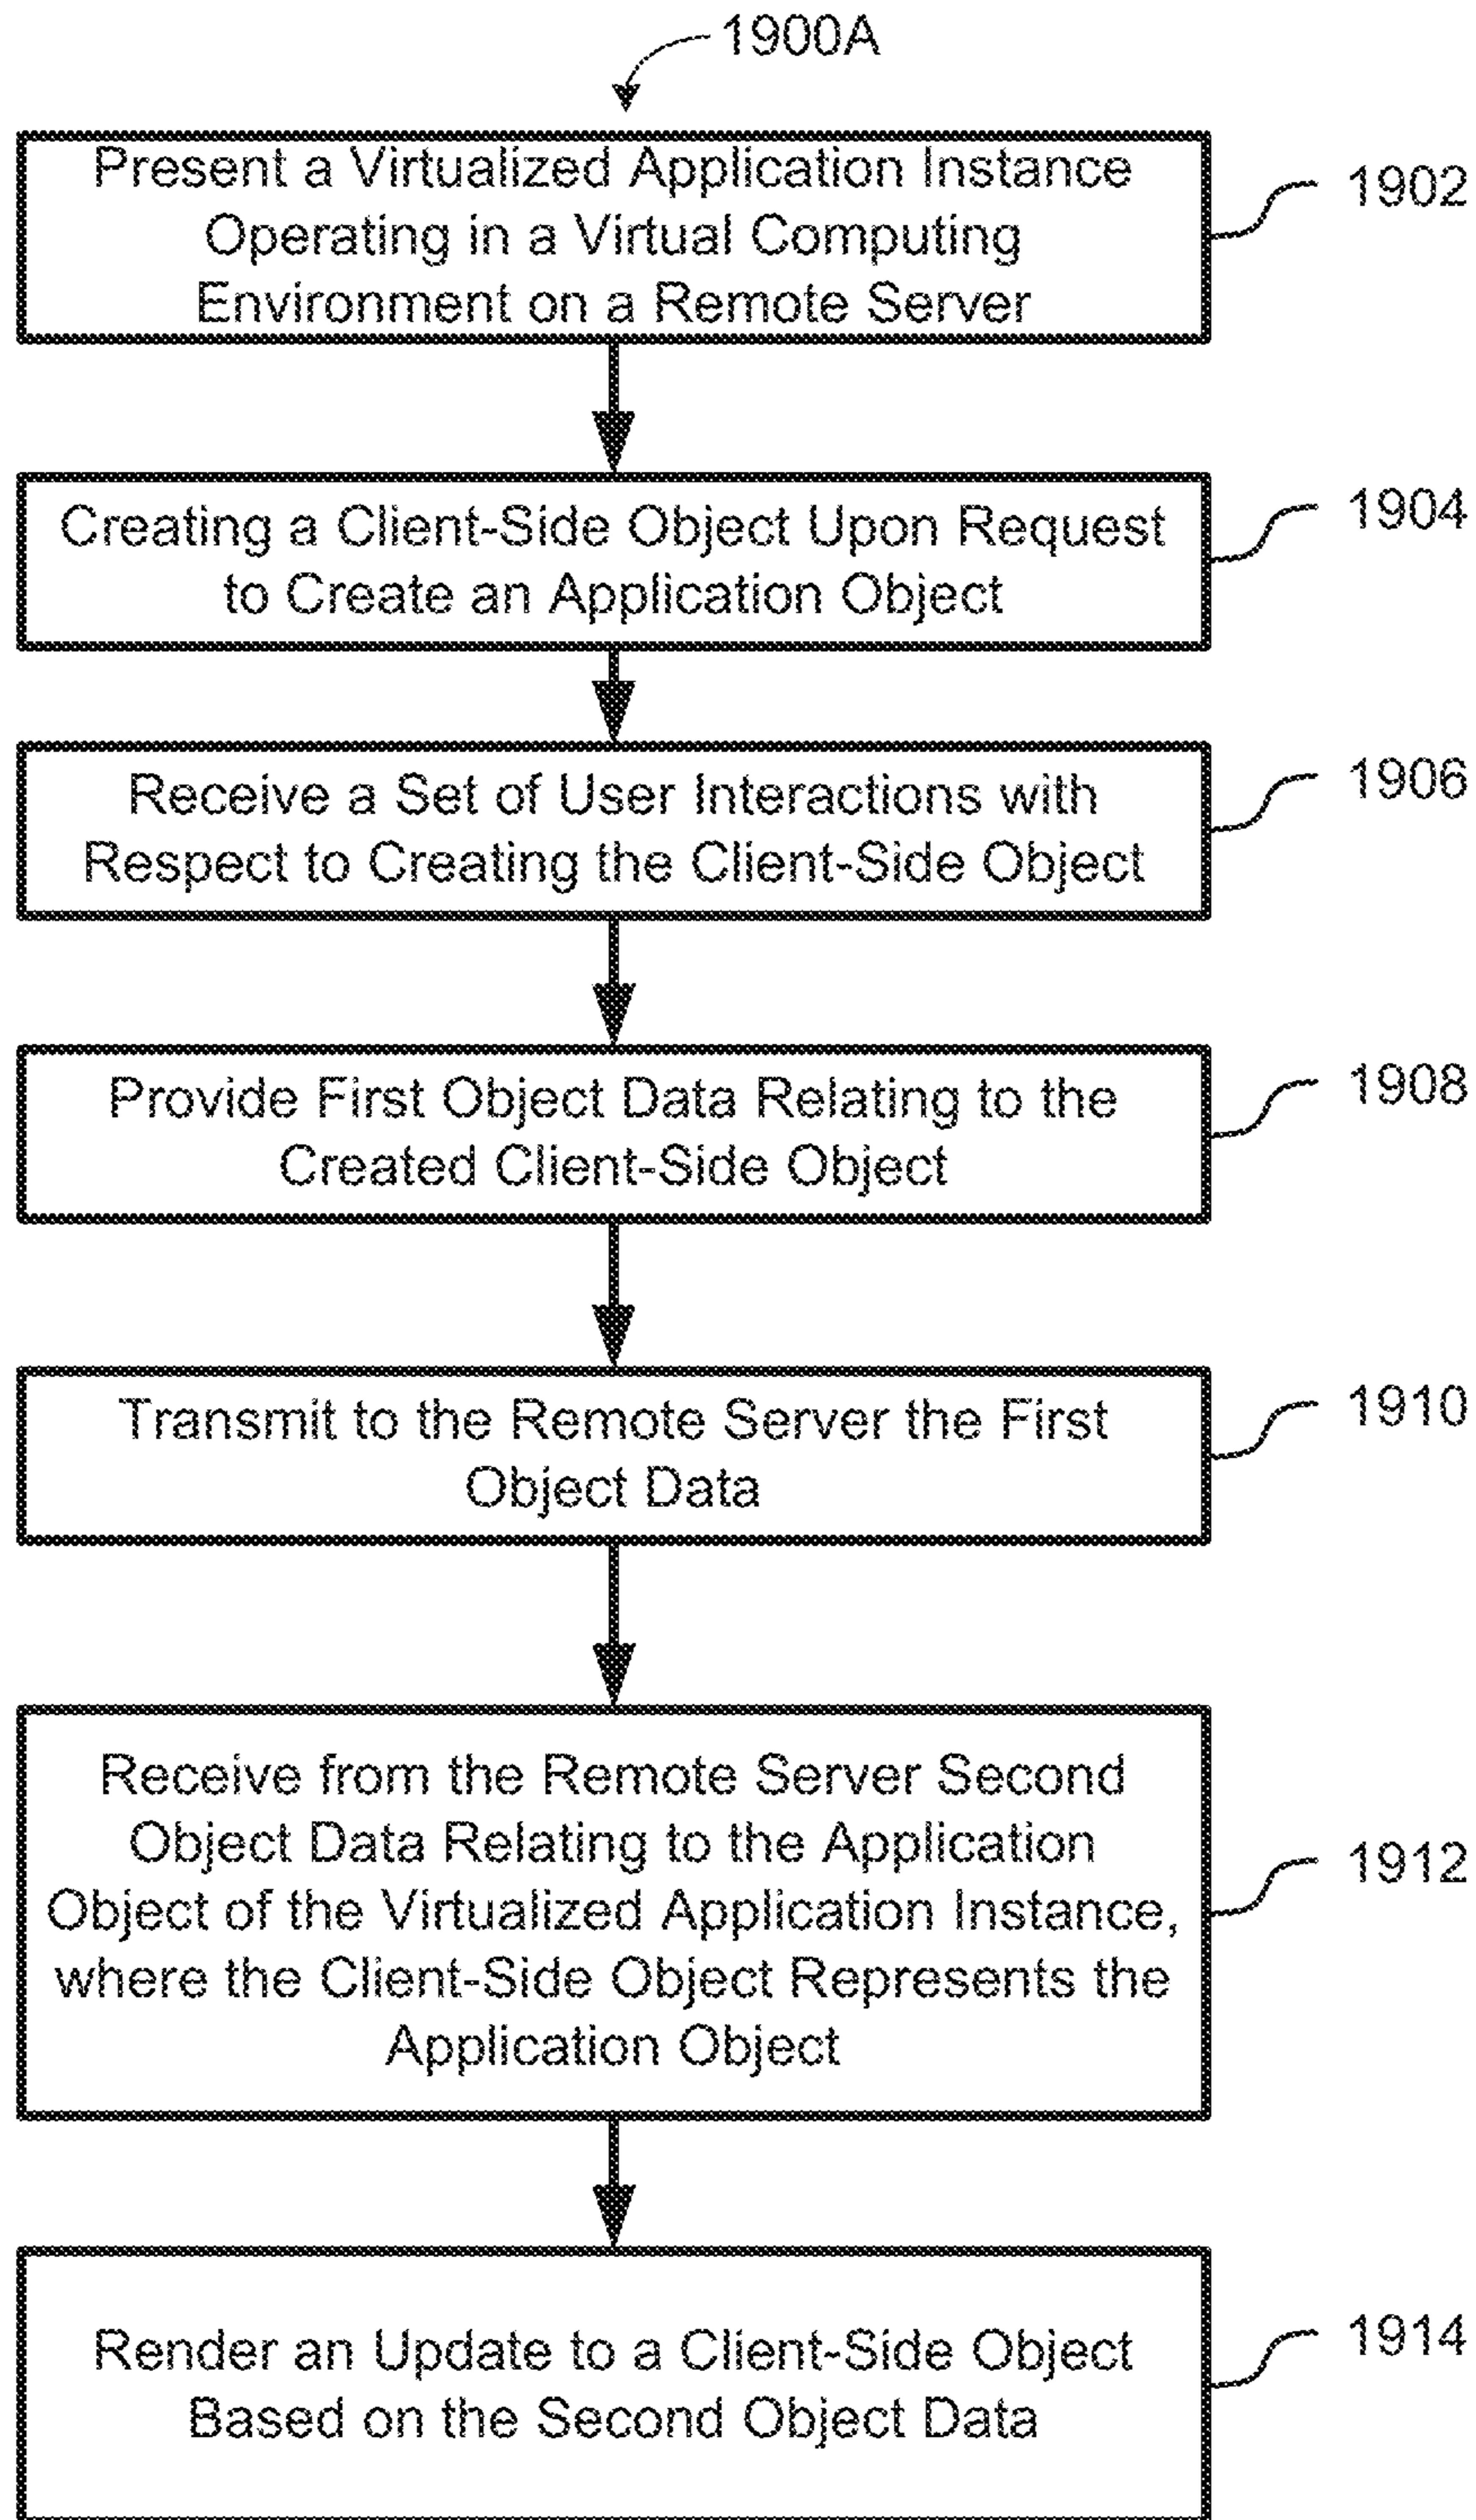 1900A
Present a Virtualized Application Instance
Operating in a Virtual Computing
Environment on a Remote Server
1902
Creating a Client-Side Object Upon Request
to Create an Application Object
1904
Receive a Set of User Interactions with
Respect to Creating the Client-Side Object
1906
Provide First Object Data Relating to the
Created Client-Side Object
1908
Transmit to the Remote Server the First
Object Data
1910
Receive from the Remote Server Second
Object Data Relating to the Application
Object of the Virtualized Application Instance,
where the Client-Side Object Represents the
Application Object
1912
Render an Update to a Client-Side Object
Based on the Second Object Data
1914